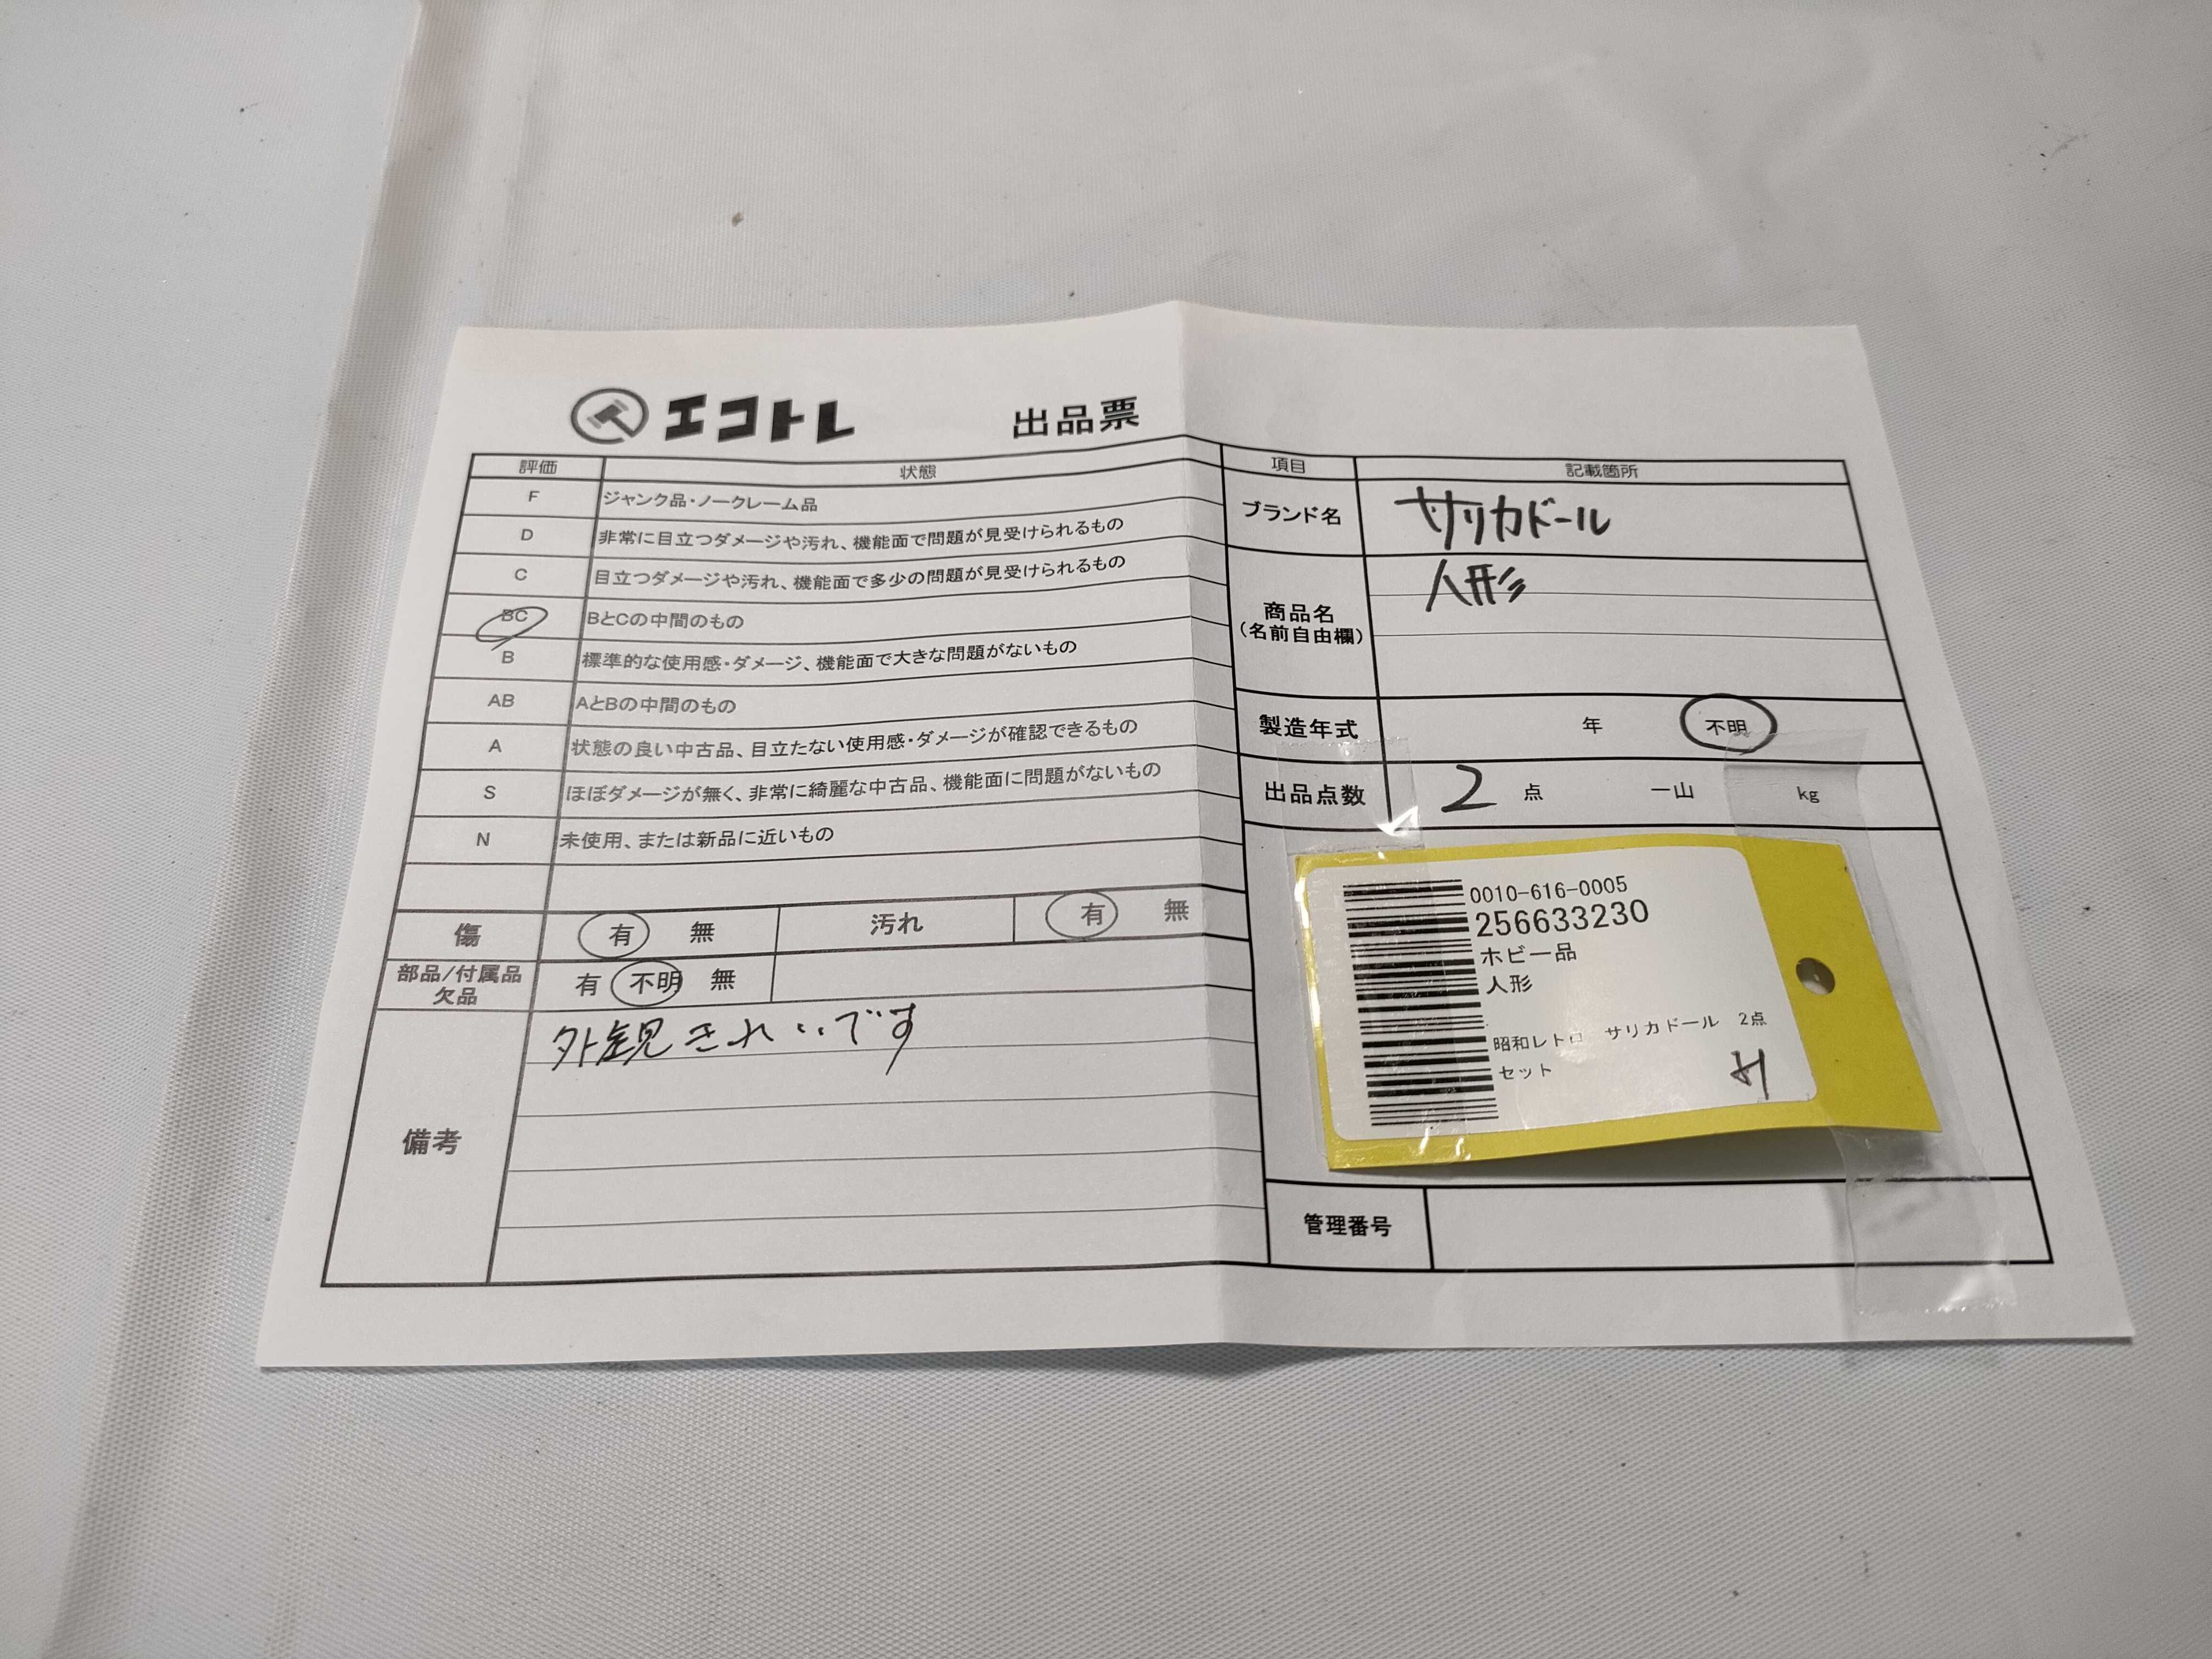 エコトレ 出品票
評価 状態
F ジャンク品・ノークレーム品
D 非常に目立つダメージや汚れ、機能面で問題が見受けられるもの
C 目立つダメージや汚れ、機能面で多少の問題が見受けられるもの
BC BとCの中間のもの
B 標準的な使用感・ダメージ、機能面で大きな問題がないもの
AB AとBの中間のもの
A 状態の良い中古品、目立たない使用感・ダメージが確認できるもの
S ほぼダメージが無く、非常に綺麗な中古品、機能面に問題がないもの
N 未使用、または新品に近いもの
傷 有 無 汚れ 有 無
部品/付属品
欠品
有 不明 無
備考
外観きれいです
項目 記載箇所
ブランド名 サリカドール
商品名
(名前自由欄)
人形
製造年式 年 不明
出品点数 2 点 一山 kg
0010-616-0005
256633230
ホビー品
人形
昭和レトロ サリカドール 2点
セット
管理番号